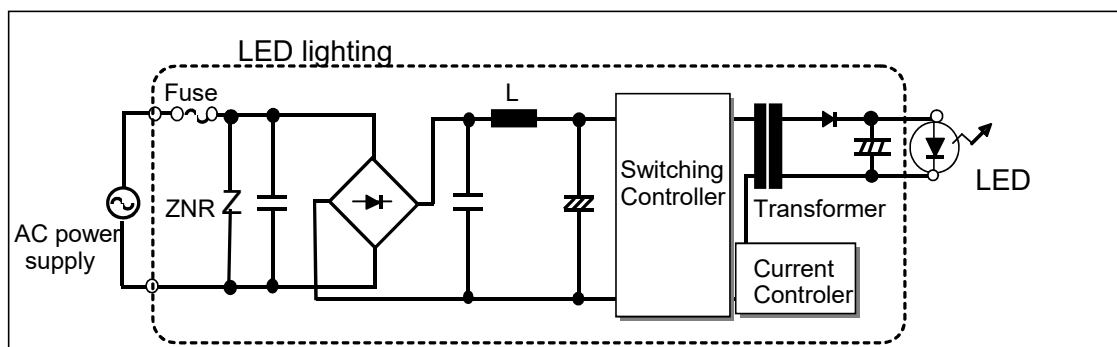 LED lighting
Fuse
L
ZNR
AC power
supply
Switching
Controller
Transformer
Current
Controler
LED